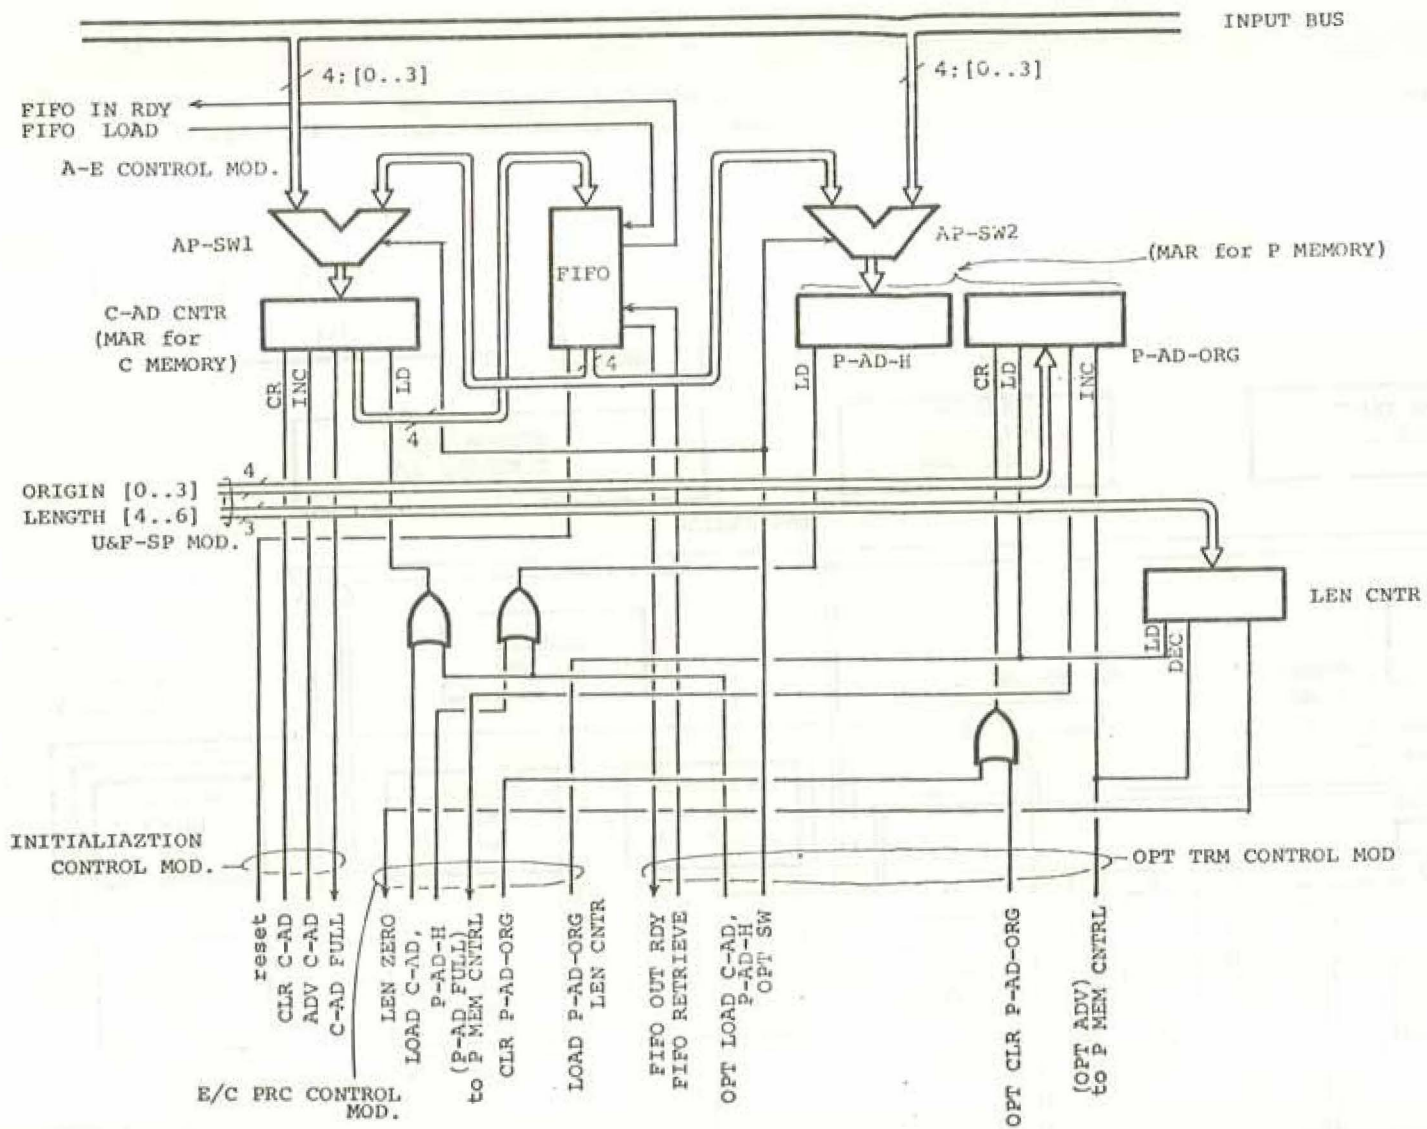 INPUT BUS
4:[0..3]
4:[0..3]
FIFO IN RDY
FIFO LOAD
A-E CONTROL MOD.
AP-SW1
AP-SW2
(MAR for P MEMORY)
FIFO
C-AD CNTR
(MAR for
C MEMORY)
P-AD-H
P-AD-ORG
CR
INC
LD
4
4
LD
CR
LD
INC
4
ORIGIN [0..3]
LENGTH [4..6]
3
U&F-SP MOD.
LEN CNTR
LD
DEC
INITIALIAZTION
CONTROL MOD.
OPT TRM CONTROL MOD
reset
CLR C-AD
ADV C-AD
C-AD FULL
LEN ZERO
LOAD C-AD,
P-AD-H
(P-AD FULL)
to P MEM CNTRL
CLR P-AD-ORG
LOAD P-AD-ORG
LEN CNTR
FIFO OUT RDY
FIFO RETRIEVE
OPT LOAD C-AD,
P-AD-H
OPT SW
OPT CLR P-AD-ORG
(OPT ADV)
to P MEM CNTRL
E/C PRC CONTROL
MOD.